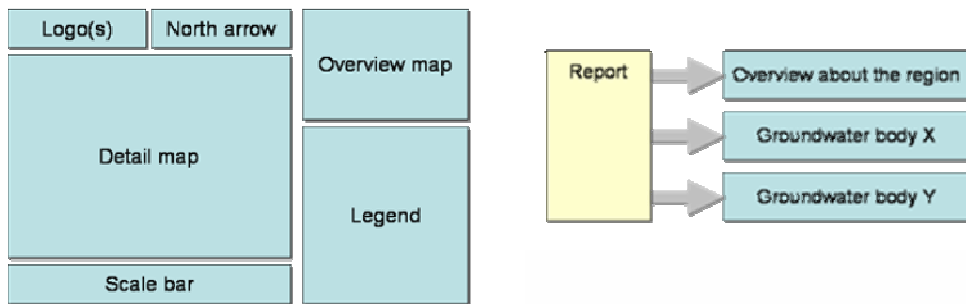 Logo(s)
North arrow
Overview map
Detail map
Legend
Scale bar
Report
Overview about the region
Groundwater body X
Groundwater body Y